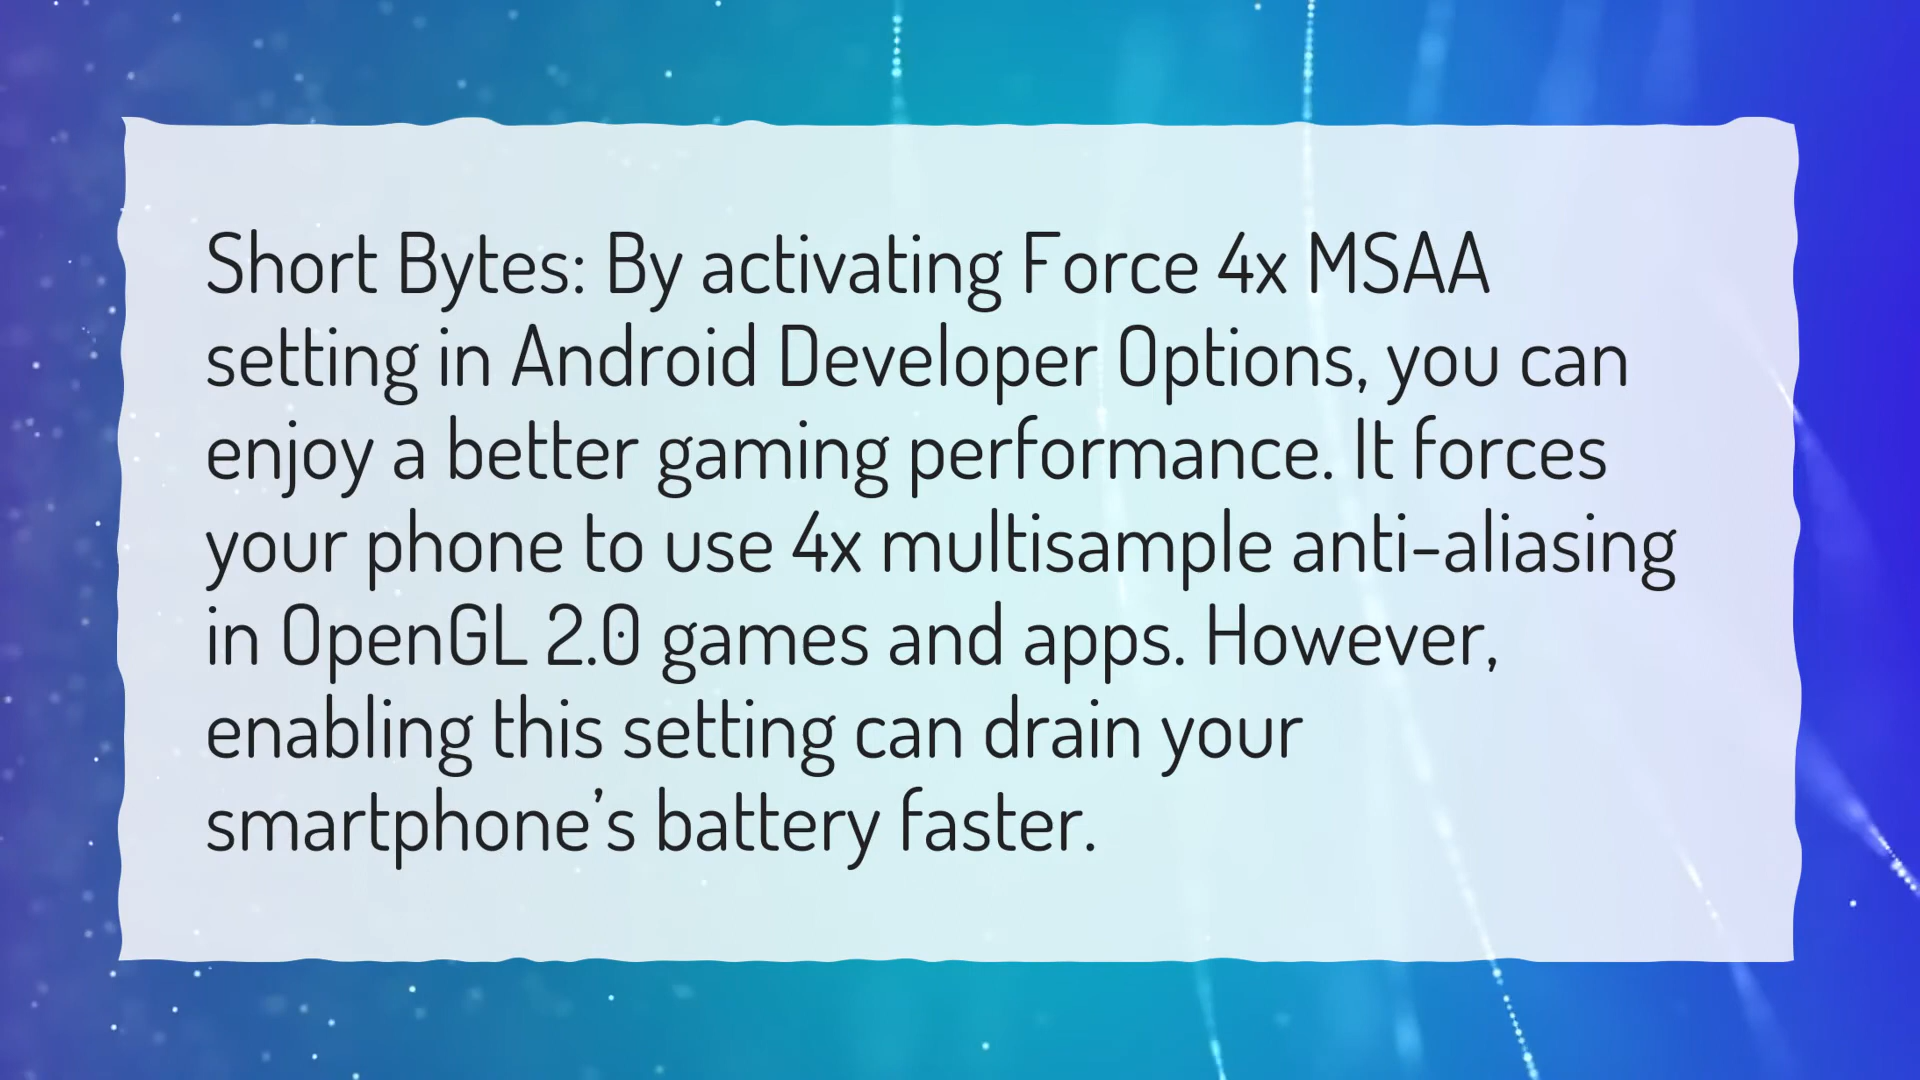 Short Bytes: By activating Force 4x MSAA
setting in Android Developer Options, you can
enjoy a better gaming performance. It forces
your phone to use 4x multisample anti-aliasing
in OpenGL 2.0 games and apps. However,
enabling this setting can drain your
smartphone’s battery faster.